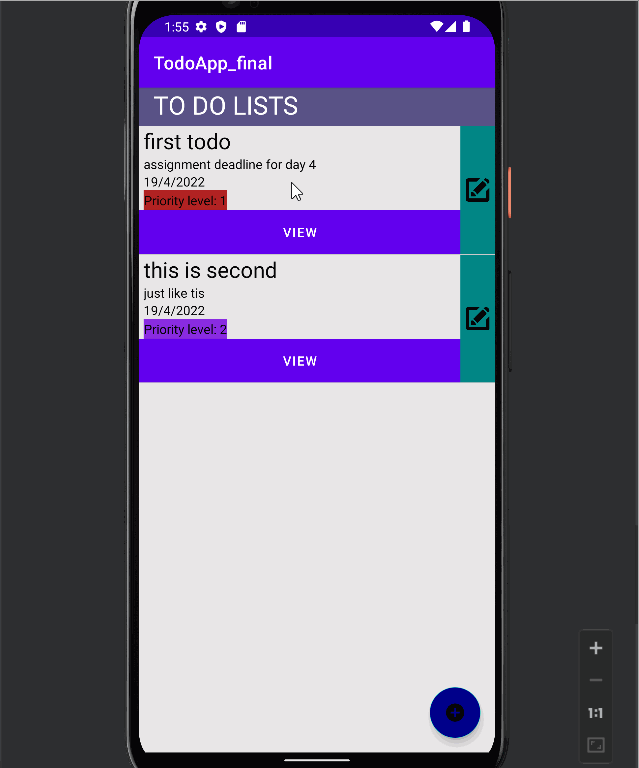 1:55
TodoApp_final
TO DO LISTS
first todo
assignment deadline for day 4
19/4/2022
Priority level: 1
VIEW
this is second
just like tis
19/4/2022
Priority level: 2
VIEW
1:1